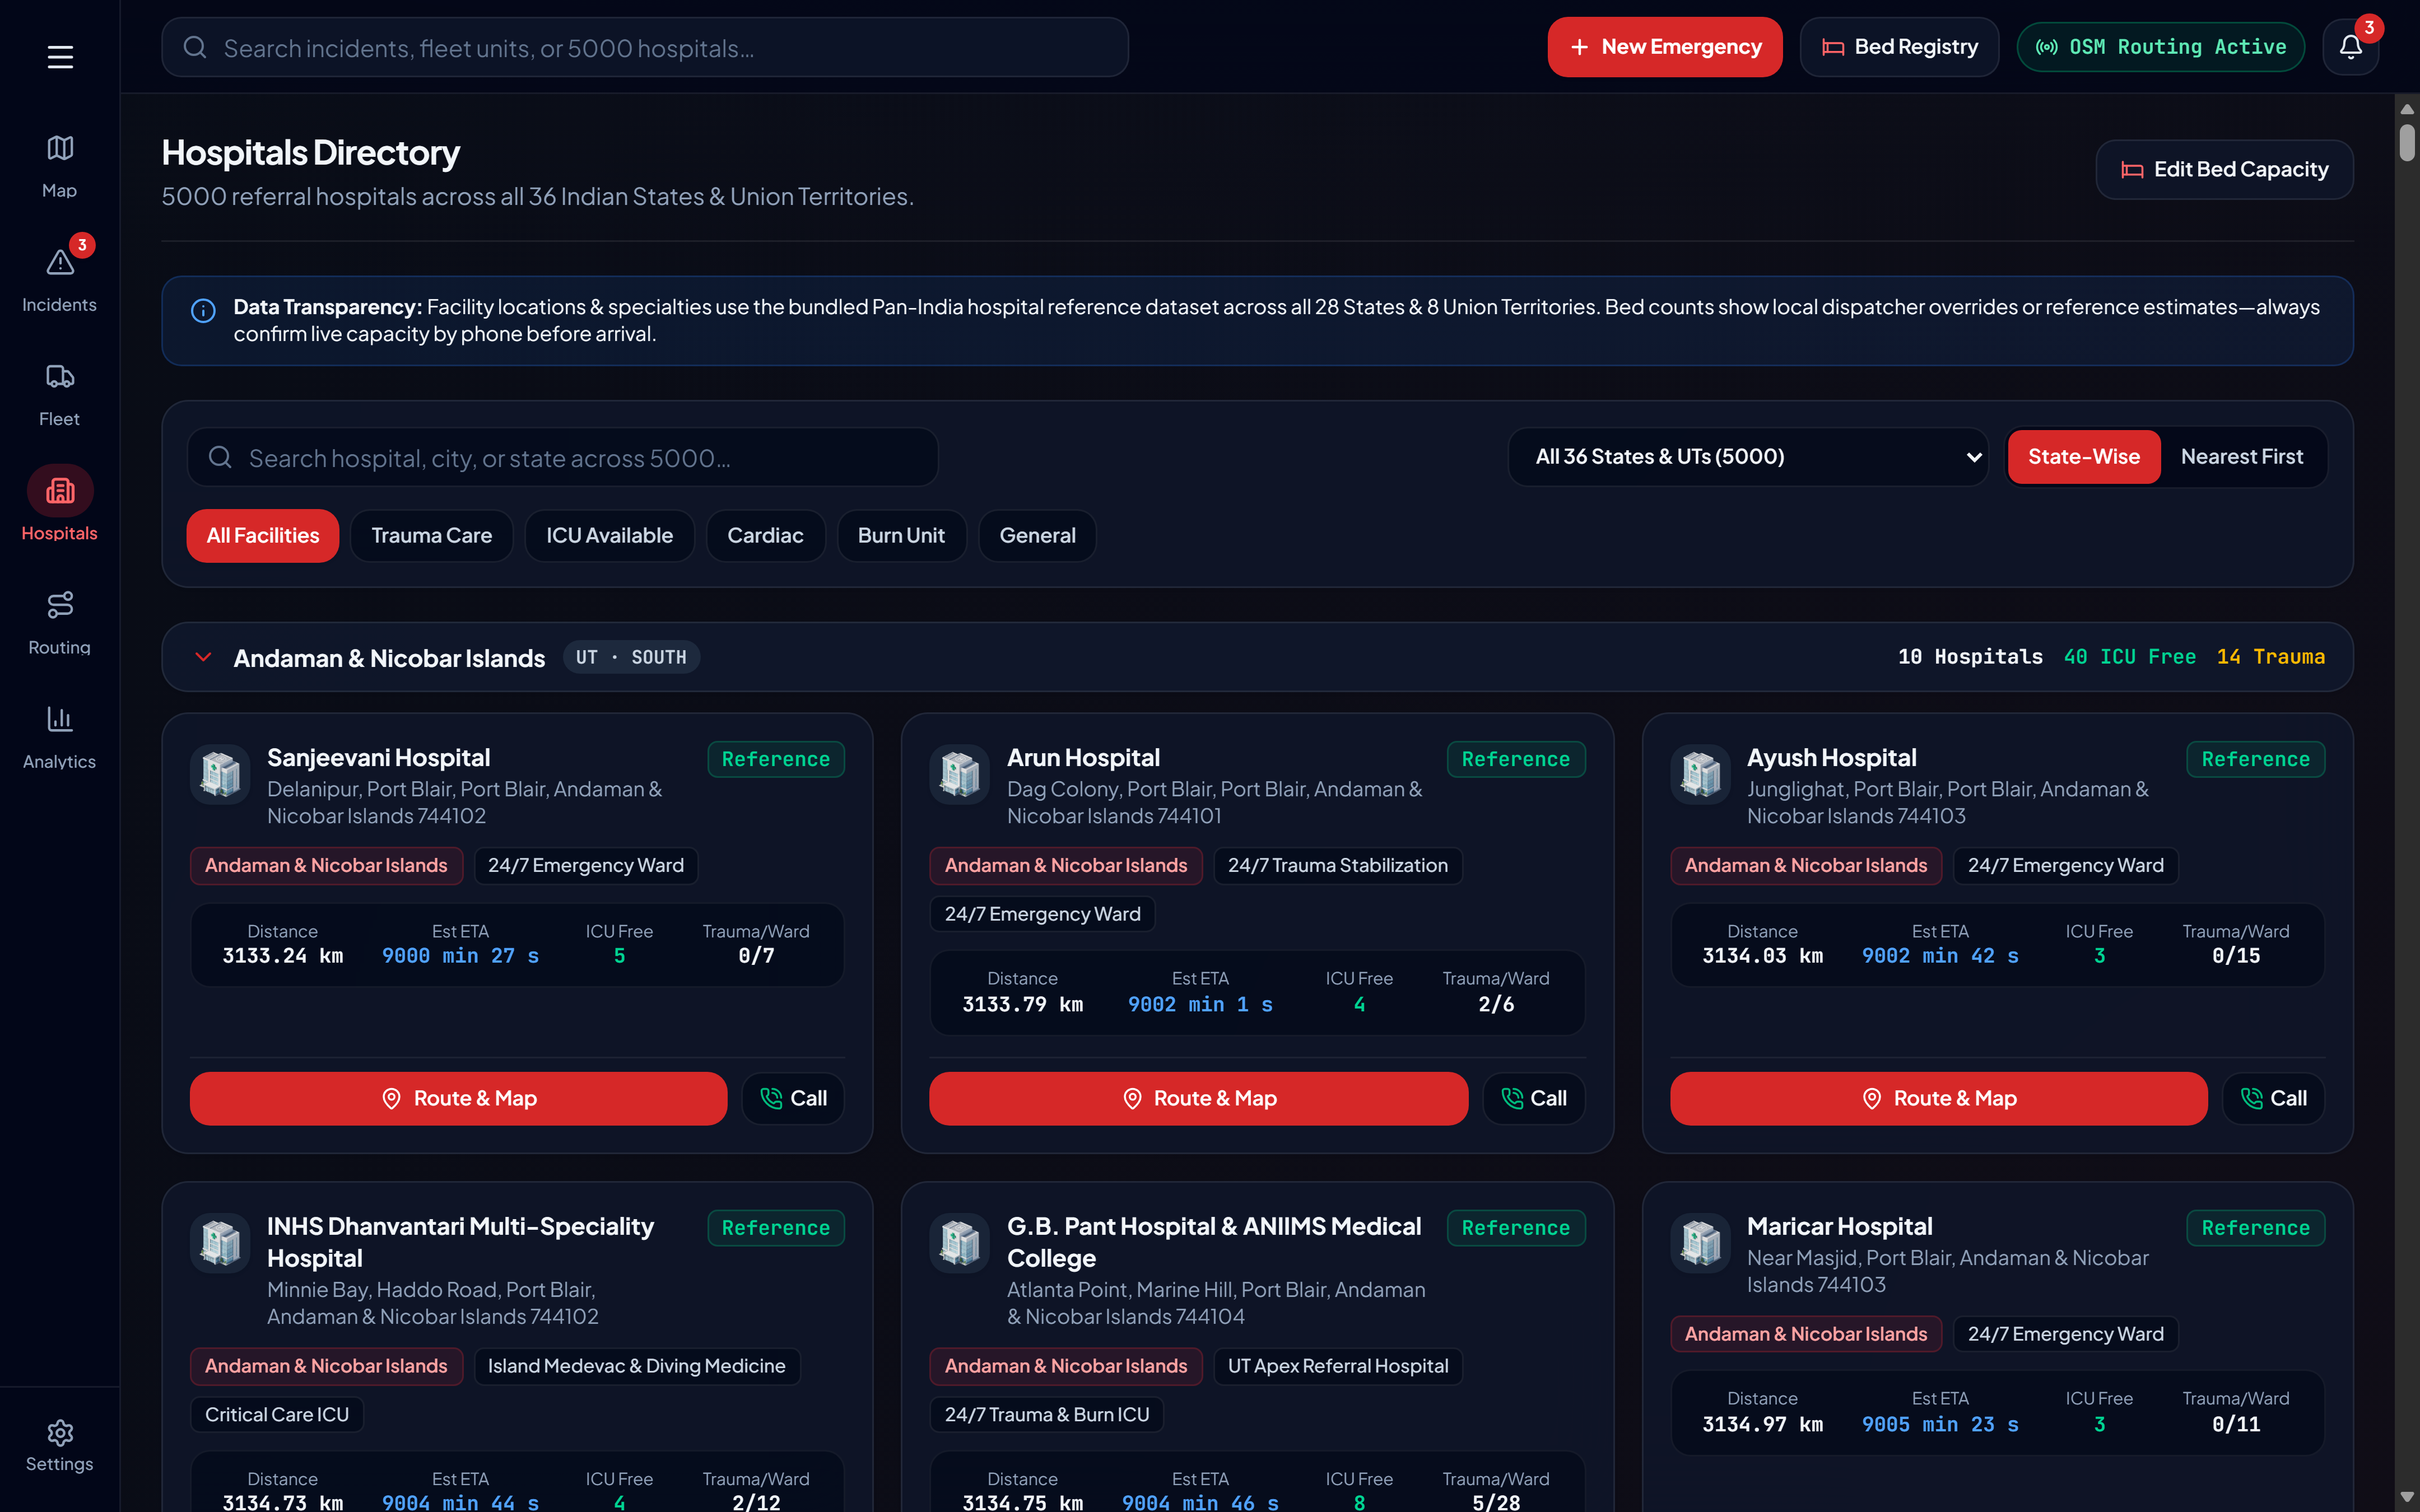 Search incidents, fleet units, or 5000 hospitals...
New Emergency
Bed Registry
OSM Routing Active
3
Map
3
Incidents
Fleet
Hospitals
Routing
Analytics
Settings
Hospitals Directory
5000 referral hospitals across all 36 Indian States & Union Territories.
Edit Bed Capacity
Data Transparency: Facility locations & specialties use the bundled Pan-India hospital reference dataset across all 28 States & 8 Union Territories. Bed counts show local dispatcher overrides or reference estimates—always
confirm live capacity by phone before arrival.
Search hospital, city, or state across 5000...
All 36 States & UTs (5000)
State-Wise
Nearest First
All Facilities
Trauma Care
ICU Available
Cardiac
Burn Unit
General
Andaman & Nicobar Islands
UT · SOUTH
10 Hospitals
40 ICU Free
14 Trauma
Sanjeevani Hospital
Reference
Delanipur, Port Blair, Port Blair, Andaman &
Nicobar Islands 744102
Andaman & Nicobar Islands
24/7 Emergency Ward
Distance
3133.24 km
Est ETA
9000 min 27 s
ICU Free
5
Trauma/Ward
0/7
Route & Map
Call
Arun Hospital
Reference
Dag Colony, Port Blair, Port Blair, Andaman &
Nicobar Islands 744101
Andaman & Nicobar Islands
24/7 Trauma Stabilization
24/7 Emergency Ward
Distance
3133.79 km
Est ETA
9002 min 1 s
ICU Free
4
Trauma/Ward
2/6
Route & Map
Call
Ayush Hospital
Reference
Junglighat, Port Blair, Port Blair, Andaman &
Nicobar Islands 744103
Andaman & Nicobar Islands
24/7 Emergency Ward
Distance
3134.03 km
Est ETA
9002 min 42 s
ICU Free
3
Trauma/Ward
0/15
Route & Map
Call
INHS Dhanvantari Multi-Speciality
Hospital
Reference
Minnie Bay, Haddo Road, Port Blair,
Andaman & Nicobar Islands 744102
Andaman & Nicobar Islands
Island Medevac & Diving Medicine
Critical Care ICU
Distance
3134.73 km
Est ETA
9004 min 44 s
ICU Free
4
Trauma/Ward
2/12
G.B. Pant Hospital & ANIIMS Medical
College
Reference
Atlanta Point, Marine Hill, Port Blair, Andaman
& Nicobar Islands 744104
Andaman & Nicobar Islands
UT Apex Referral Hospital
24/7 Trauma & Burn ICU
Distance
3134.75 km
Est ETA
9004 min 46 s
ICU Free
8
Trauma/Ward
5/28
Maricar Hospital
Reference
Near Masjid, Port Blair, Andaman & Nicobar
Islands 744103
Andaman & Nicobar Islands
24/7 Emergency Ward
Distance
3134.97 km
Est ETA
9005 min 23 s
ICU Free
3
Trauma/Ward
0/11